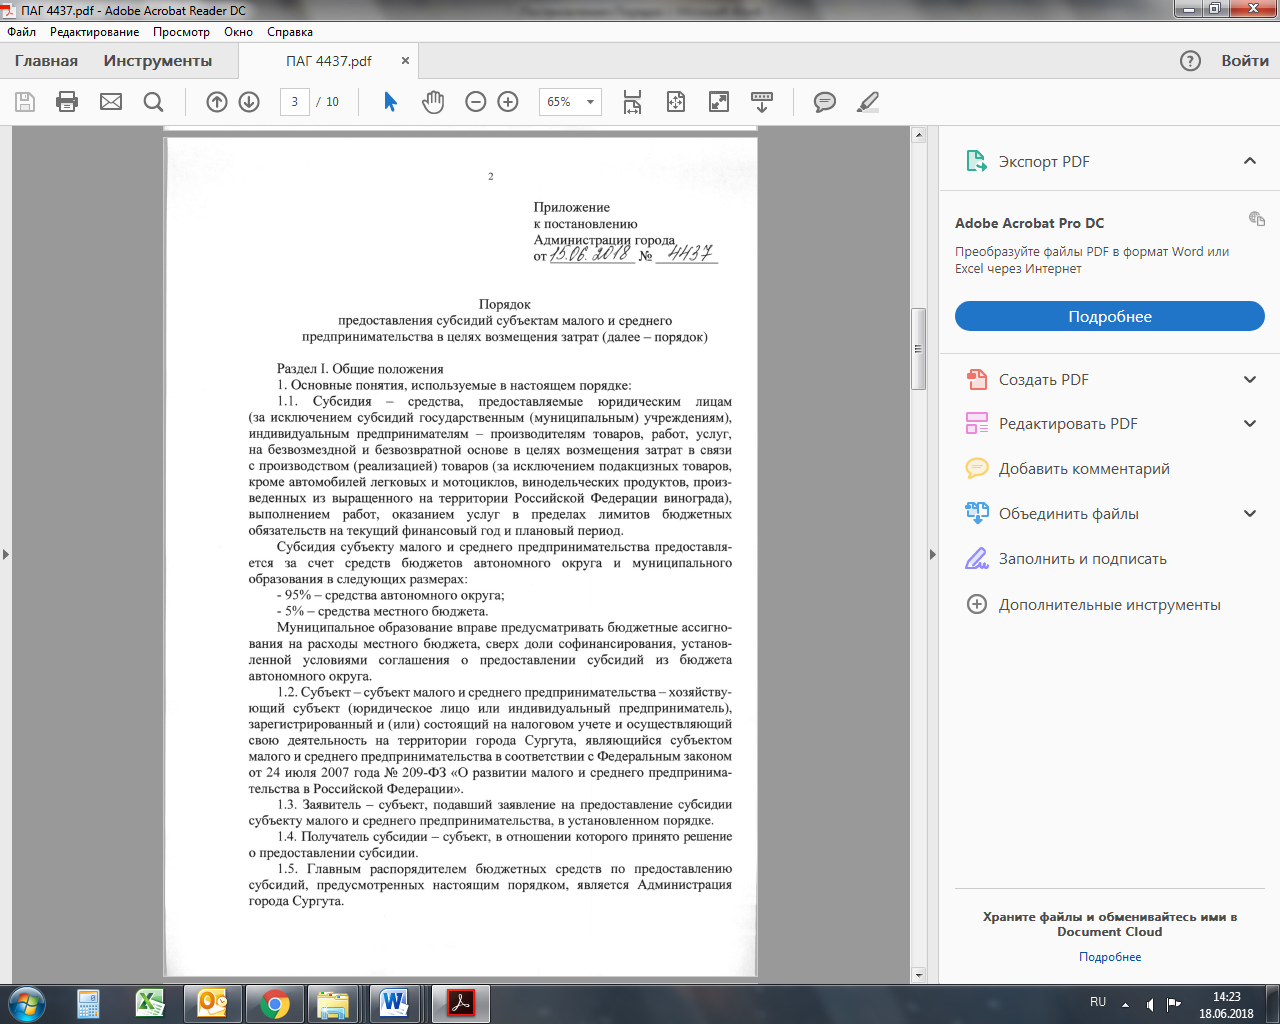 ПАГ 4437.pdf - Adobe Acrobat Reader DC
Файл Редактирование Просмотр Окно Справка
Главная Инструменты ПАГ 4437.pdf × ? Войти
3 / 10 65%
2
Приложение
к постановлению
Администрации города
от 15.06.2018 № 4437
Порядок
предоставления субсидий субъектам малого и среднего
предпринимательства в целях возмещения затрат (далее – порядок)
Раздел I. Общие положения
1. Основные понятия, используемые в настоящем порядке:
1.1. Субсидия – средства, предоставляемые юридическим лицам
(за исключением субсидий государственным (муниципальным) учреждениям),
индивидуальным предпринимателям – производителям товаров, работ, услуг,
на безвозмездной и безвозвратной основе в целях возмещения затрат в связи
с производством (реализацией) товаров (за исключением подакцизных товаров,
кроме автомобилей легковых и мотоциклов, винодельческих продуктов, произ-
веденных из выращенного на территории Российской Федерации винограда),
выполнением работ, оказанием услуг в пределах лимитов бюджетных
обязательств на текущий финансовый год и плановый период.
Субсидия субъекту малого и среднего предпринимательства предоставля-
ется за счет средств бюджетов автономного округа и муниципального
образования в следующих размерах:
- 95% – средства автономного округа;
- 5% – средства местного бюджета.
Муниципальное образование вправе предусматривать бюджетные ассигно-
вания на расходы местного бюджета, сверх доли софинансирования, установ-
ленной условиями соглашения о предоставлении субсидий из бюджета
автономного округа.
1.2. Субъект – субъект малого и среднего предпринимательства – хозяйству-
ющий субъект (юридическое лицо или индивидуальный предприниматель),
зарегистрированный и (или) состоящий на налоговом учете и осуществляющий
свою деятельность на территории города Сургута, являющийся субъектом
малого и среднего предпринимательства в соответствии с Федеральным законом
от 24 июля 2007 года № 209-ФЗ «О развитии малого и среднего предпринима-
тельства в Российской Федерации».
1.3. Заявитель – субъект, подавший заявление на предоставление субсидии
субъекту малого и среднего предпринимательства, в установленном порядке.
1.4. Получатель субсидии – субъект, в отношении которого принято решение
о предоставлении субсидии.
1.5. Главным распорядителем бюджетных средств по предоставлению
субсидий, предусмотренных настоящим порядком, является Администрация
города Сургута.
Экспорт PDF
Adobe Acrobat Pro DC
Преобразуйте файлы PDF в формат Word или
Excel через Интернет
Подробнее
Создать PDF
Редактировать PDF
Добавить комментарий
Объединить файлы
Заполнить и подписать
Дополнительные инструменты
Храните файлы и обменивайтесь ими в
Document Cloud
Подробнее
RU 14:23
18.06.2018